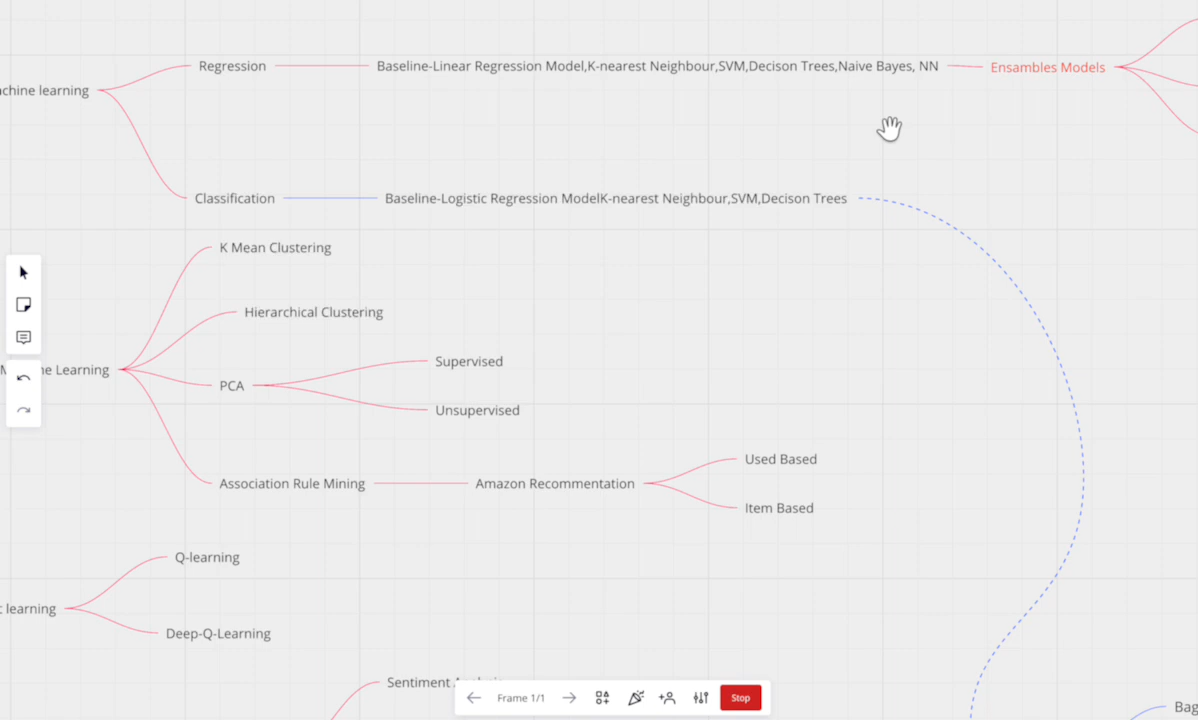 Regression
Baseline-Linear Regression Model,K-nearest Neighbour,SVM,Decison Trees,Naive Bayes, NN
Ensambles Models
achine learning
Classification
Baseline-Logistic Regression ModelK-nearest Neighbour,SVM,Decison Trees
K Mean Clustering
Hierarchical Clustering
Supervised
ne Learning
PCA
Unsupervised
Used Based
Association Rule Mining
Amazon Recommentation
Item Based
Q-learning
learning
Deep-Q-Learning
Sentiment
Frame 1/1
Stop
Bag